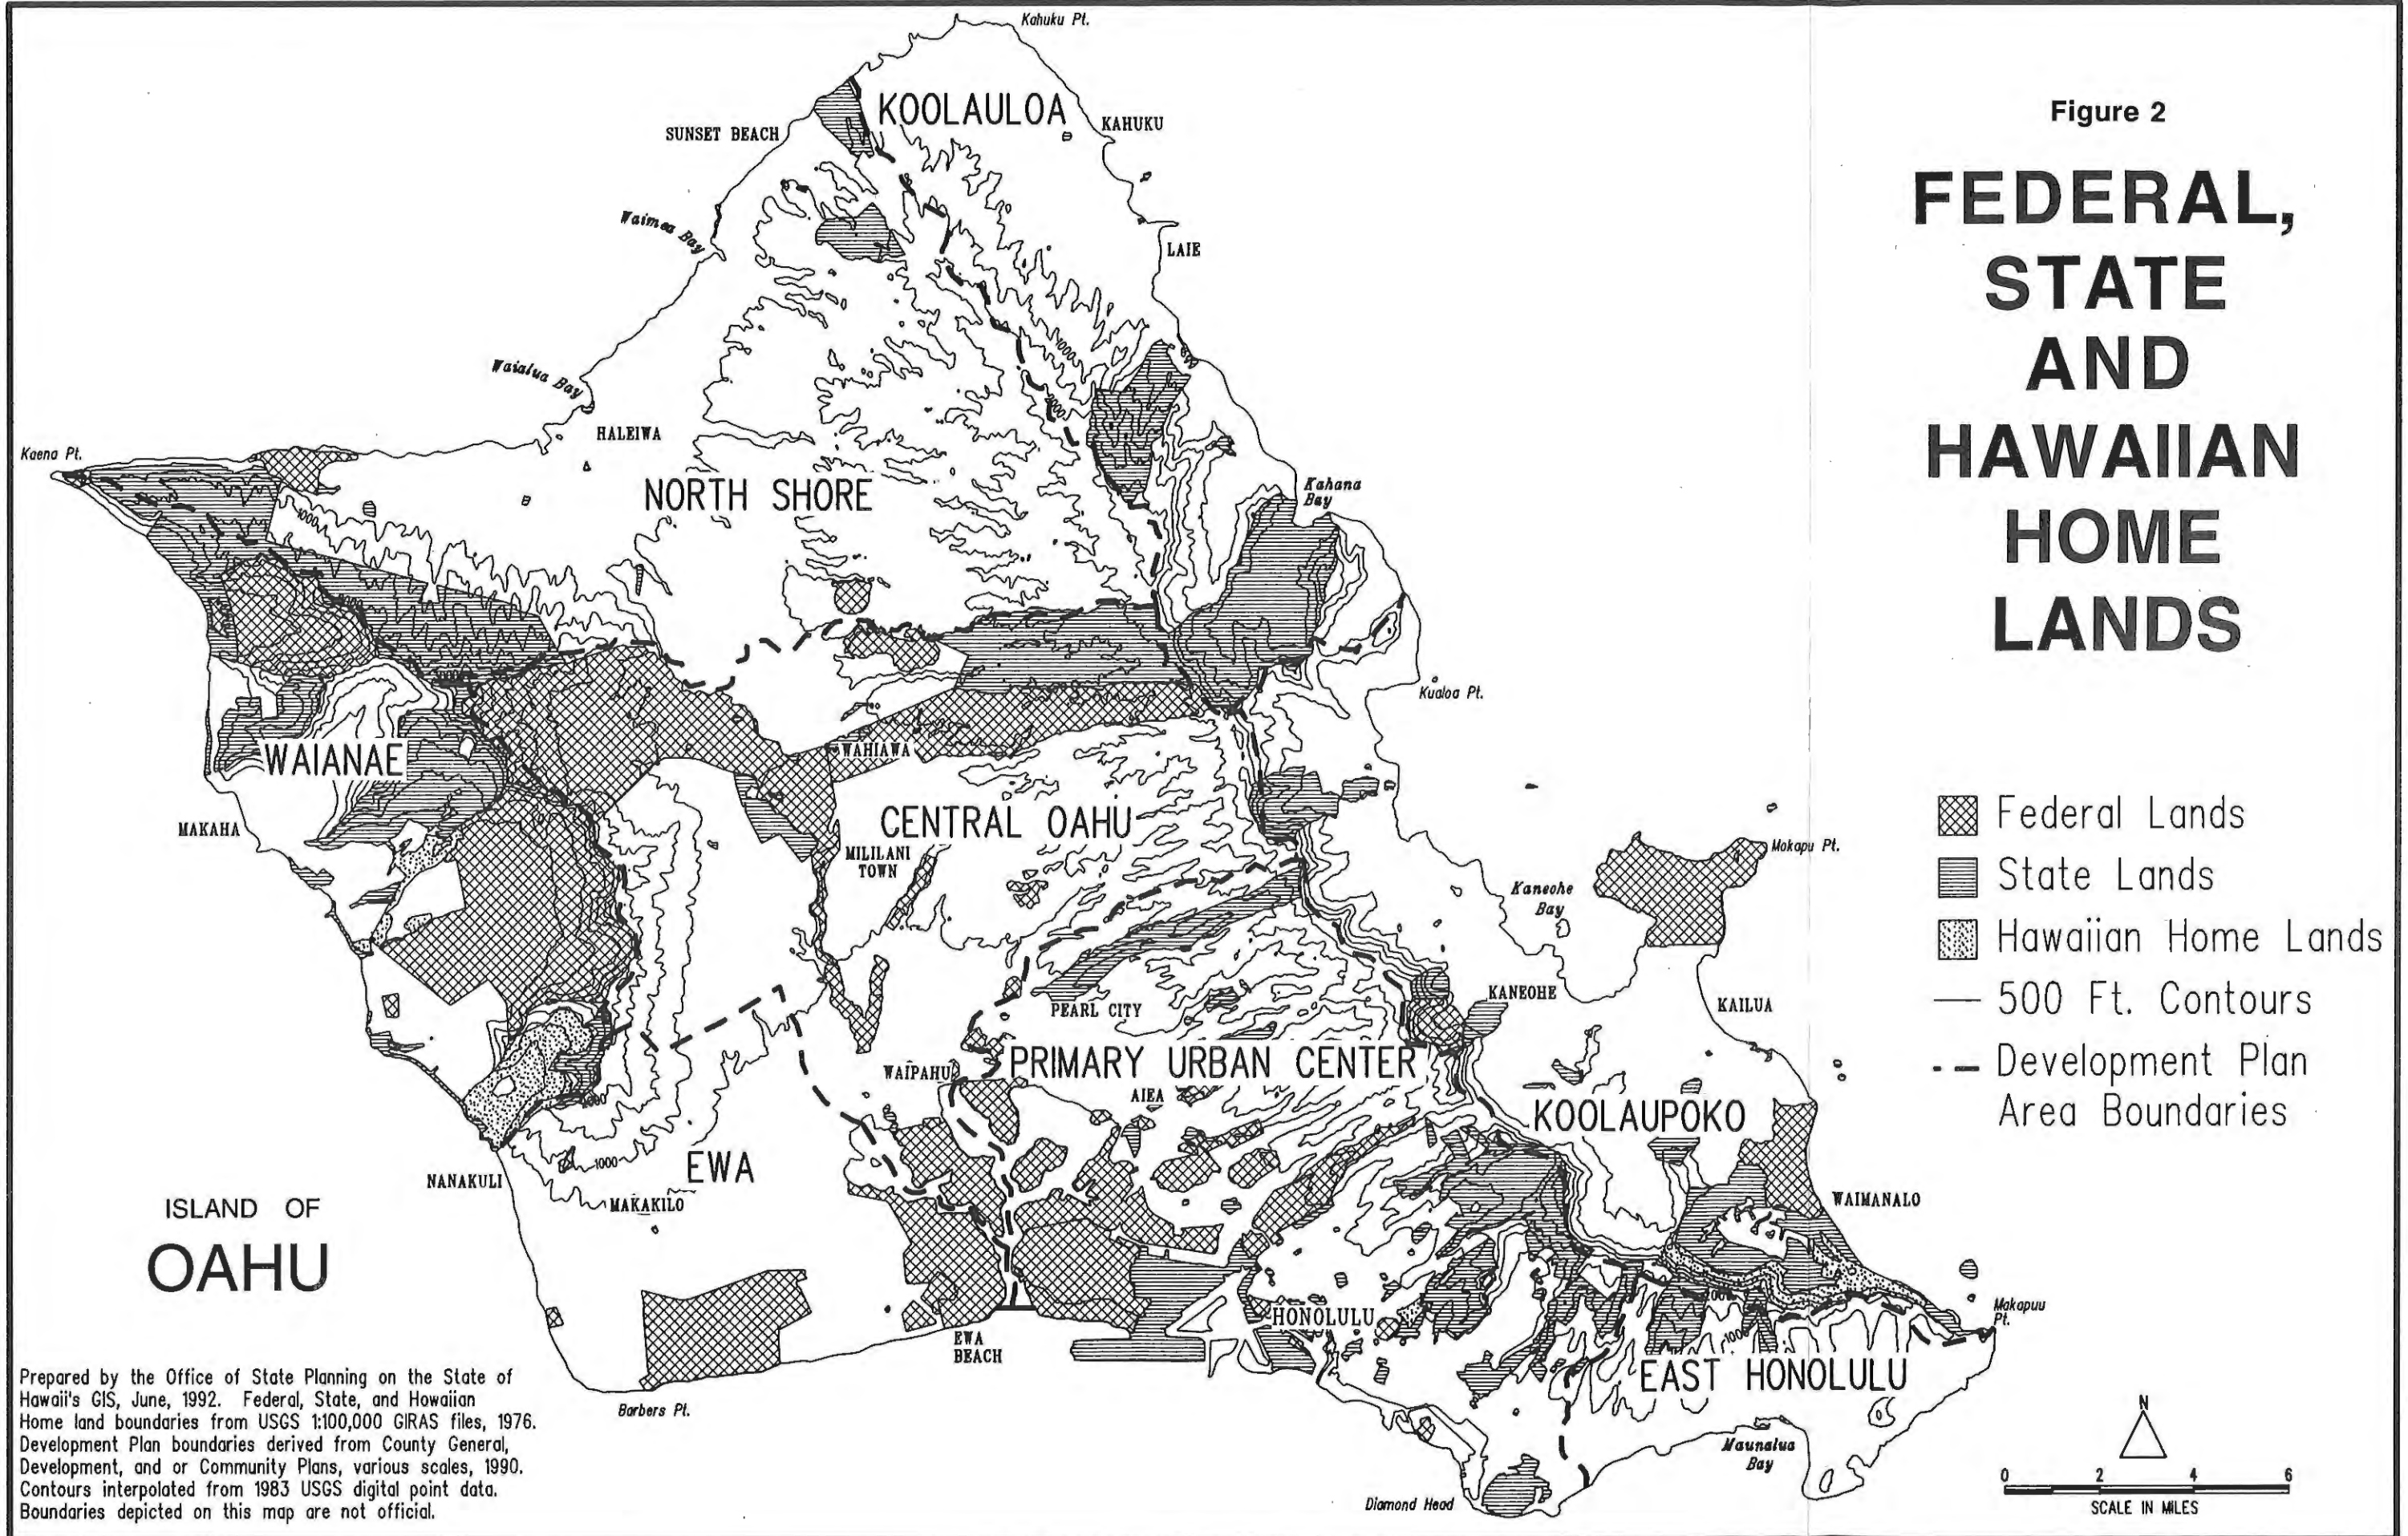 Kahuku Pt.
KOOLAULOA
KAHUKU
SUNSET BEACH
Waimea Bay
LAIE
Waialua Bay
HALEIWA
Kaena Pt.
NORTH SHORE
Kahana
Bay
1000
1000
2000
Kualoa Pt.
WAHIAWA
WAIANAE
CENTRAL OAHU
MAKAHA
MILILANI
TOWN
Mokapu Pt.
Kaneohe
Bay
KANEOHE
KAILUA
PEARL CITY
PRIMARY URBAN CENTER
WAIPAHU
AIEA
KOOLAUPOKO
1000
EWA
NANAKULI
MAKAKILO
WAIMANALO
HONOLULU
Makapuu
Pt.
1000
EWA
BEACH
EAST HONOLULU
Barbers Pt.
Maunalua
Bay
Diamond Head
ISLAND OF
OAHU
Prepared by the Office of State Planning on the State of
Hawaii's GIS, June, 1992. Federal, State, and Hawaiian
Home land boundaries from USGS 1:100,000 GIRAS files, 1976.
Development Plan boundaries derived from County General,
Development, and or Community Plans, various scales, 1990.
Contours interpolated from 1983 USGS digital point data.
Boundaries depicted on this map are not official.
Figure 2
FEDERAL,
STATE
AND
HAWAIIAN
HOME
LANDS
Federal Lands
State Lands
Hawaiian Home Lands
500 Ft. Contours
Development Plan
Area Boundaries
N
0 2 4 6
SCALE IN MILES